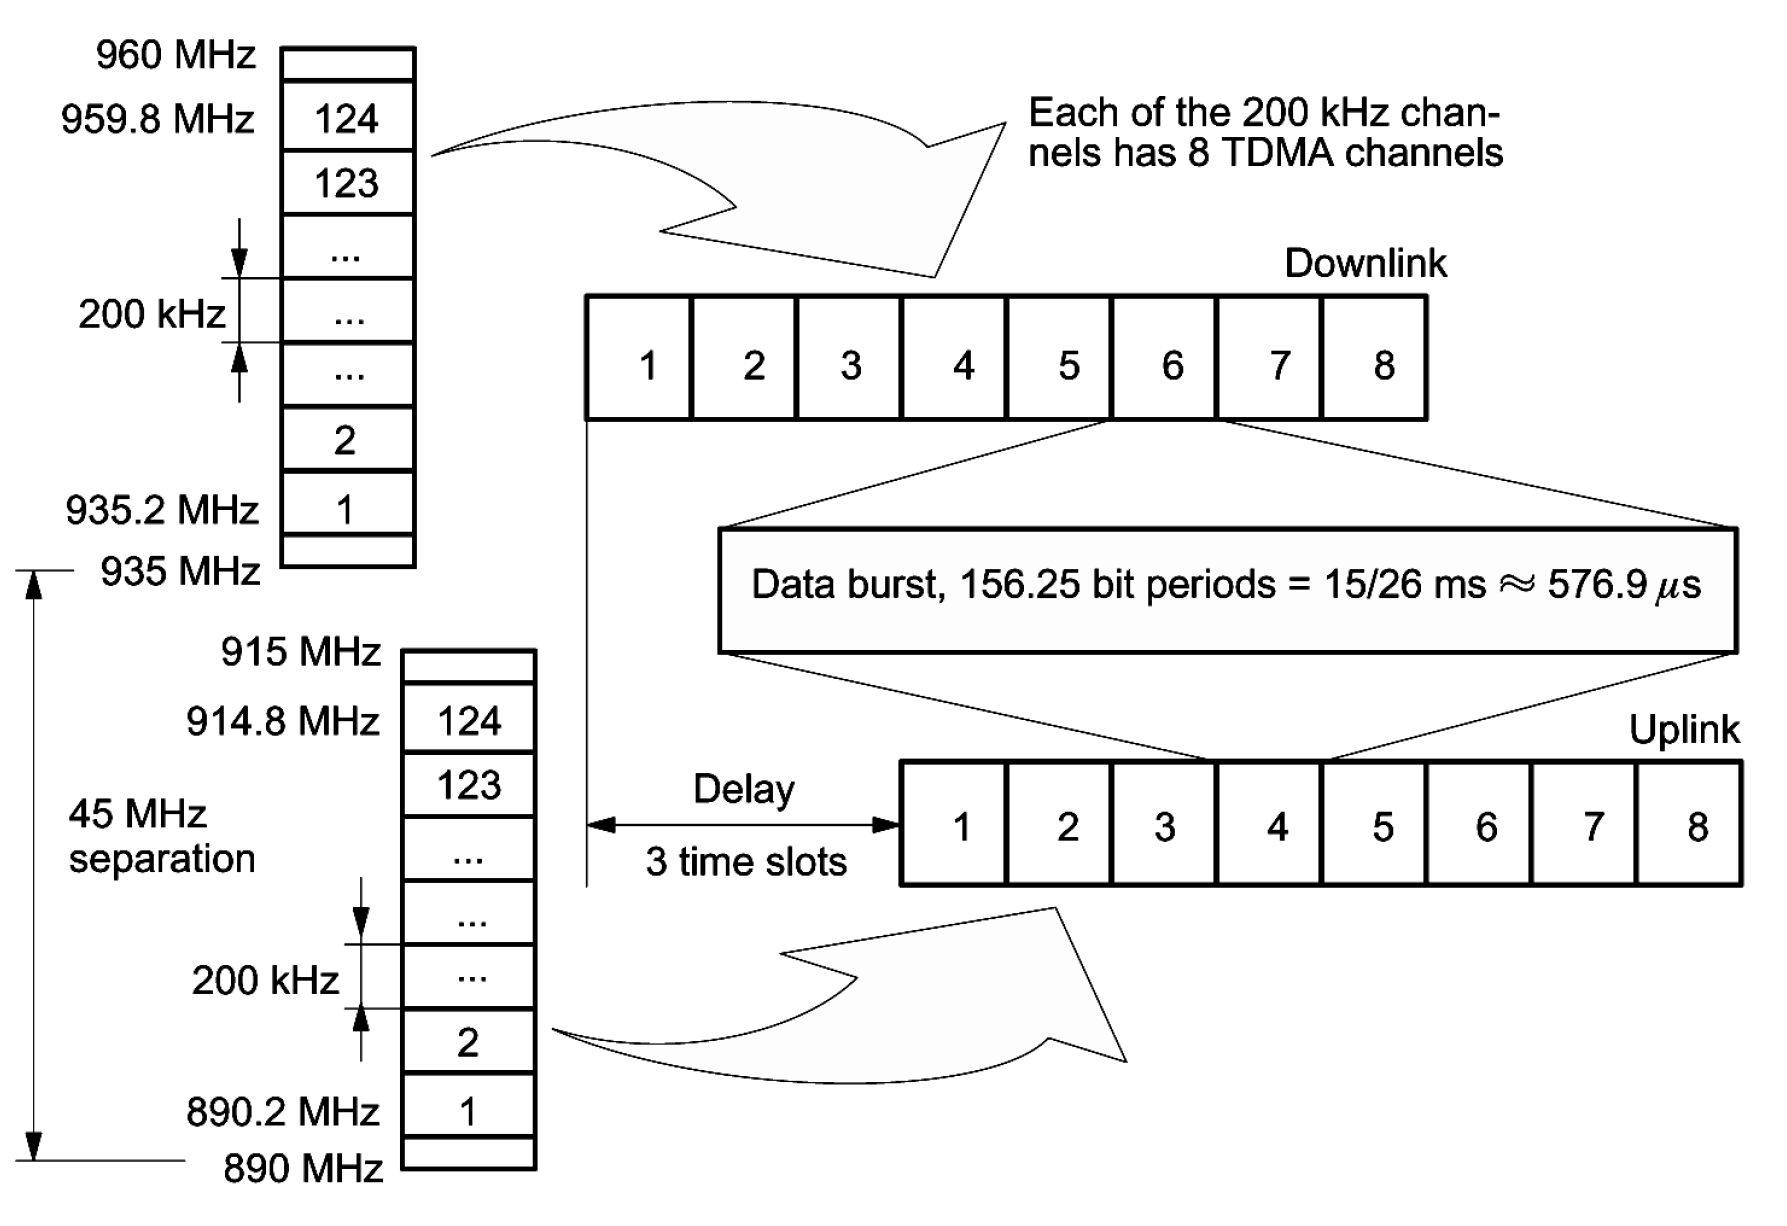 960 MHz
959.8 MHz
124
123
...
200 kHz
...
...
2
935.2 MHz
1
935 MHz
Each of the 200 kHz chan-
nels has 8 TDMA channels
Downlink
1 2 3 4 5 6 7 8
Data burst, 156.25 bit periods = 15/26 ms ≈ 576.9 μs
45 MHz
separation
915 MHz
914.8 MHz
124
123
...
...
200 kHz
...
2
890.2 MHz
1
890 MHz
Delay
3 time slots
Uplink
1 2 3 4 5 6 7 8